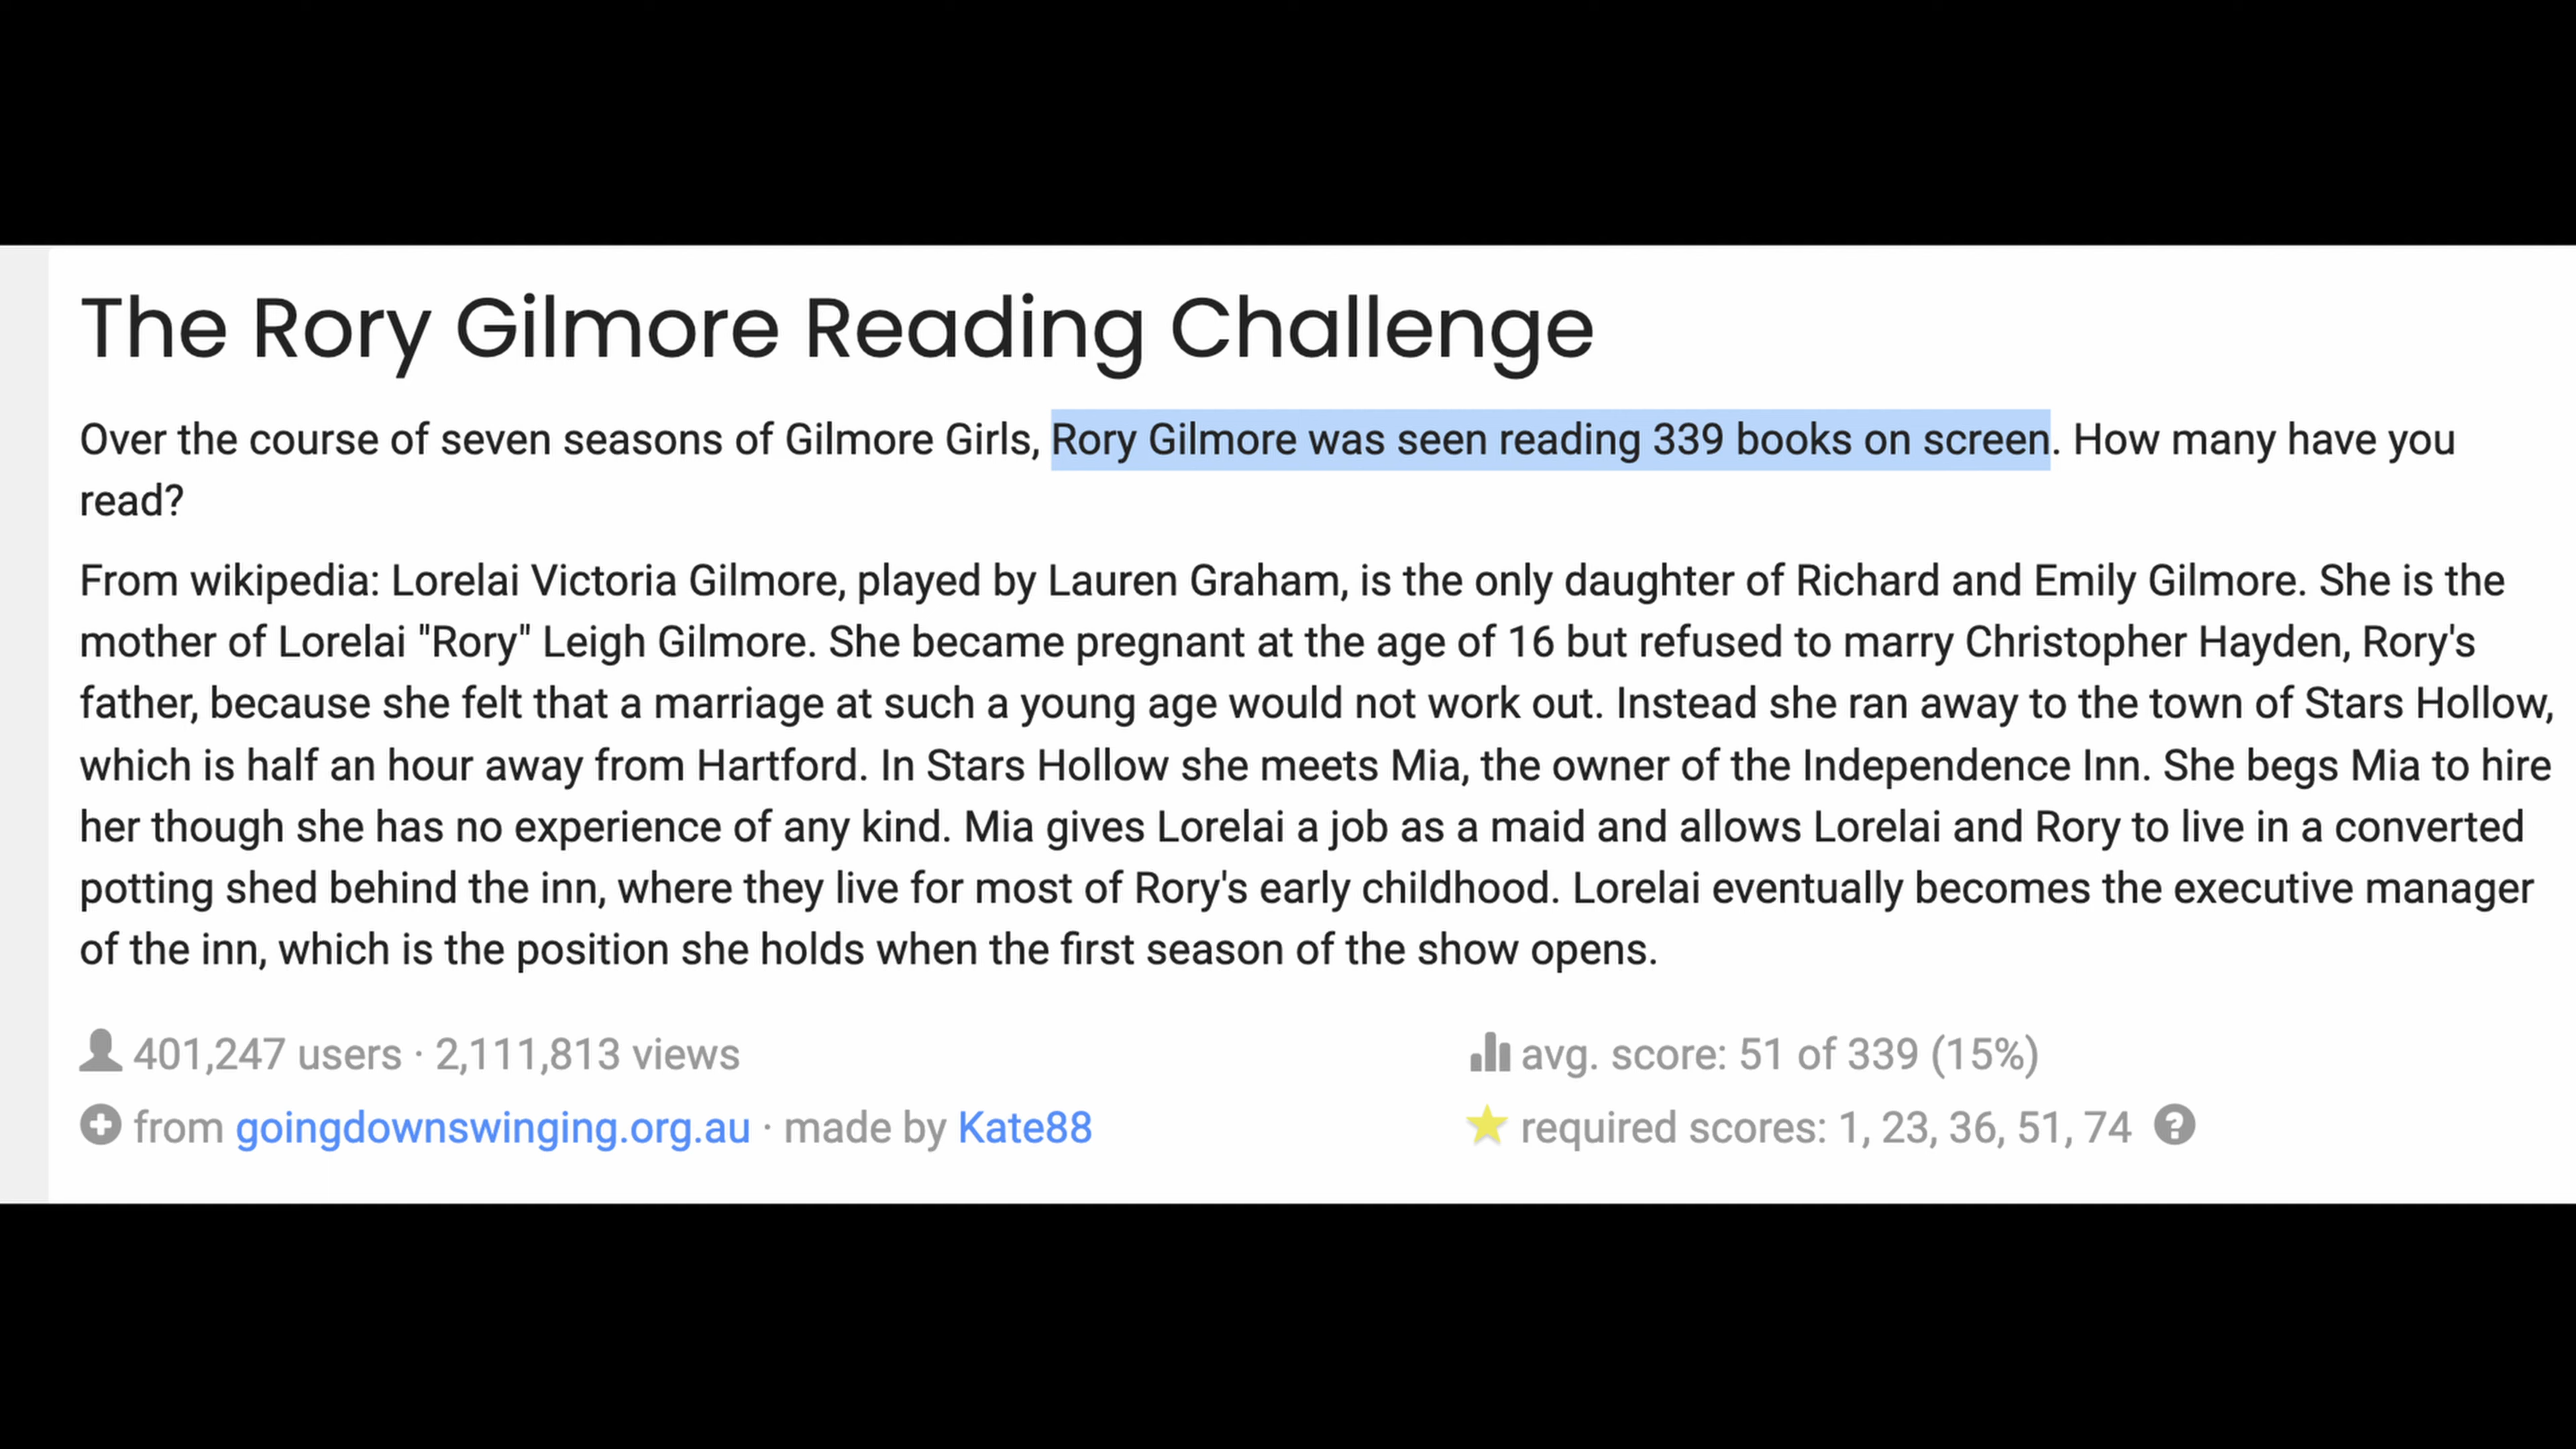 The Rory Gilmore Reading Challenge
Over the course of seven seasons of Gilmore Girls, Rory Gilmore was seen reading 339 books on screen. How many have you
read?
From wikipedia: Lorelai Victoria Gilmore, played by Lauren Graham, is the only daughter of Richard and Emily Gilmore. She is the
mother of Lorelai "Rory" Leigh Gilmore. She became pregnant at the age of 16 but refused to marry Christopher Hayden, Rory's
father, because she felt that a marriage at such a young age would not work out. Instead she ran away to the town of Stars Hollow,
which is half an hour away from Hartford. In Stars Hollow she meets Mia, the owner of the Independence Inn. She begs Mia to hire
her though she has no experience of any kind. Mia gives Lorelai a job as a maid and allows Lorelai and Rory to live in a converted
potting shed behind the inn, where they live for most of Rory's early childhood. Lorelai eventually becomes the executive manager
of the inn, which is the position she holds when the first season of the show opens.
401,247 users · 2,111,813 views
avg. score: 51 of 339 (15%)
from goingdownswinging.org.au · made by Kate88
required scores: 1, 23, 36, 51, 74 ?